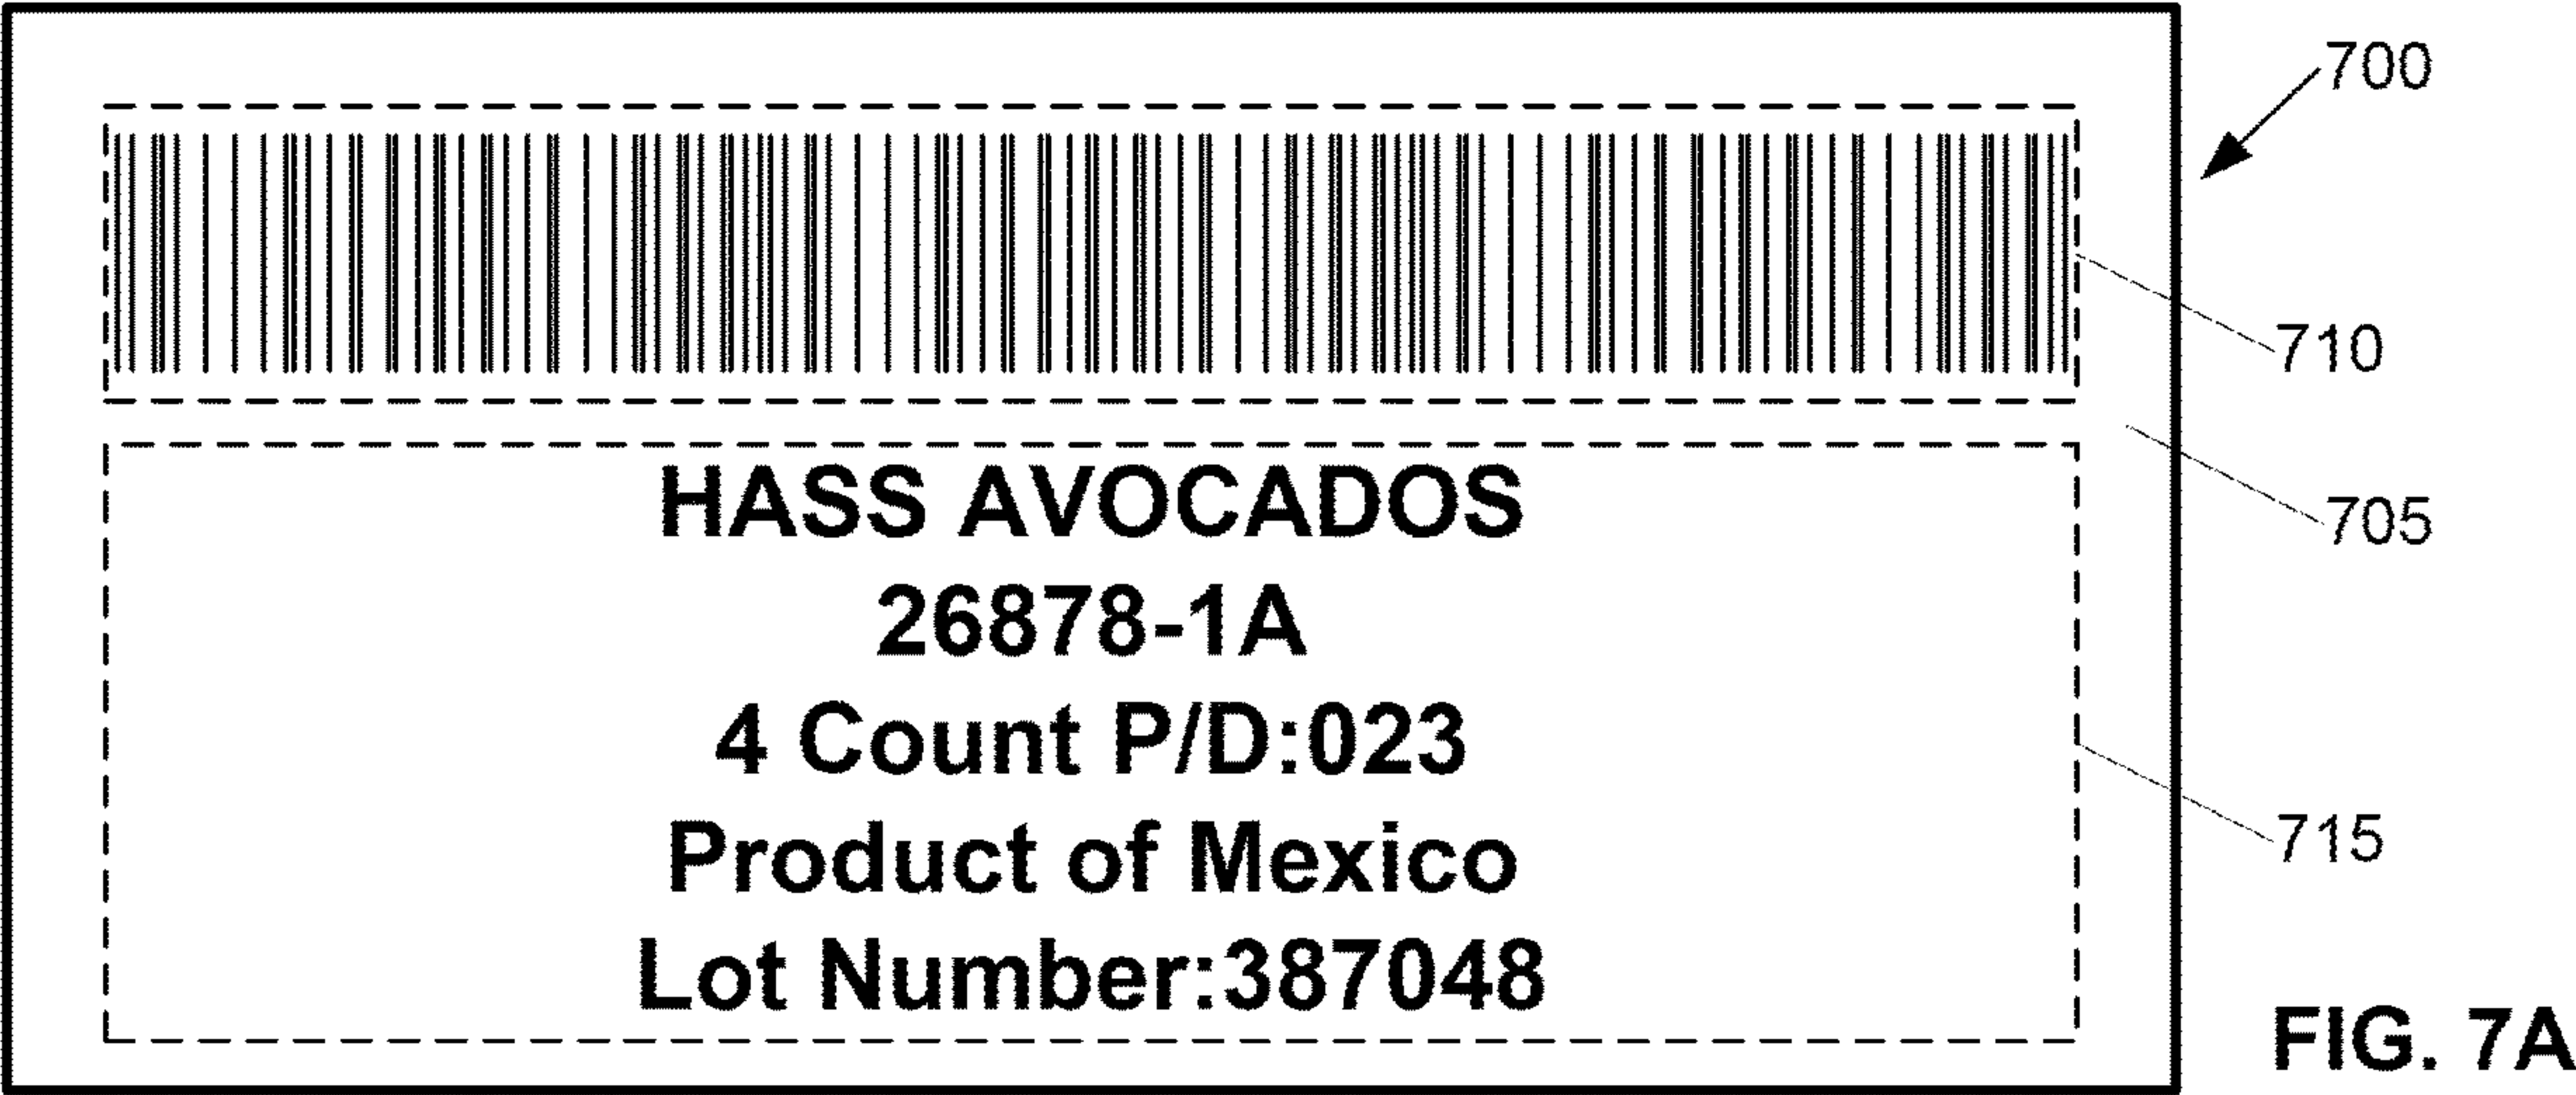 700
710
705
HASS AVOCADOS
26878-1A
4 Count P/D:023
715
Product of Mexico
Lot Number:387048
FIG. 7A